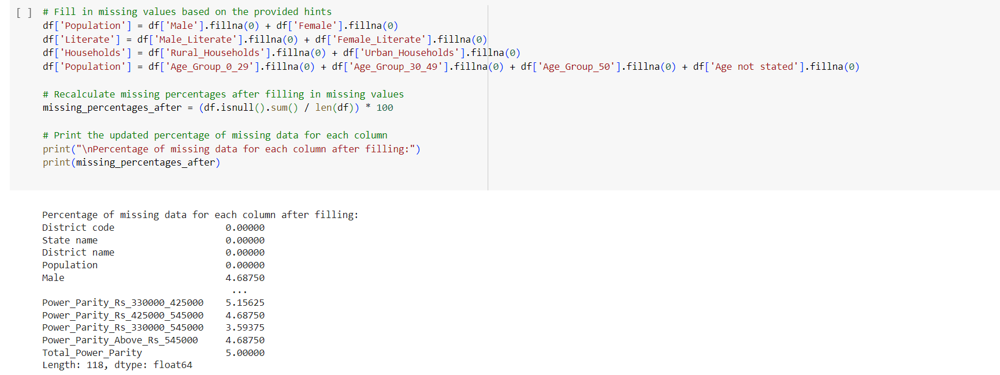 [ ] # Fill in missing values based on the provided hints
df['Population'] = df['Male'].fillna(0) + df['Female'].fillna(0)
df['Literate'] = df['Male_Literate'].fillna(0) + df['Female_Literate'].fillna(0)
df['Households'] = df['Rural_Households'].fillna(0) + df['Urban_Households'].fillna(0)
df['Population'] = df['Age_Group_0_29'].fillna(0) + df['Age_Group_30_49'].fillna(0) + df['Age_Group_50'].fillna(0) + df['Age not stated'].fillna(0)
# Recalculate missing percentages after filling in missing values
missing_percentages_after = (df.isnull().sum() / len(df)) * 100
# Print the updated percentage of missing data for each column
print("\nPercentage of missing data for each column after filling:")
print(missing_percentages_after)
Percentage of missing data for each column after filling:
District code 0.00000
State name 0.00000
District name 0.00000
Population 0.00000
Male 4.68750
...
Power_Parity_Rs_330000_425000 5.15625
Power_Parity_Rs_425000_545000 4.68750
Power_Parity_Rs_330000_545000 3.59375
Power_Parity_Above_Rs_545000 4.68750
Total_Power_Parity 5.00000
Length: 118, dtype: float64